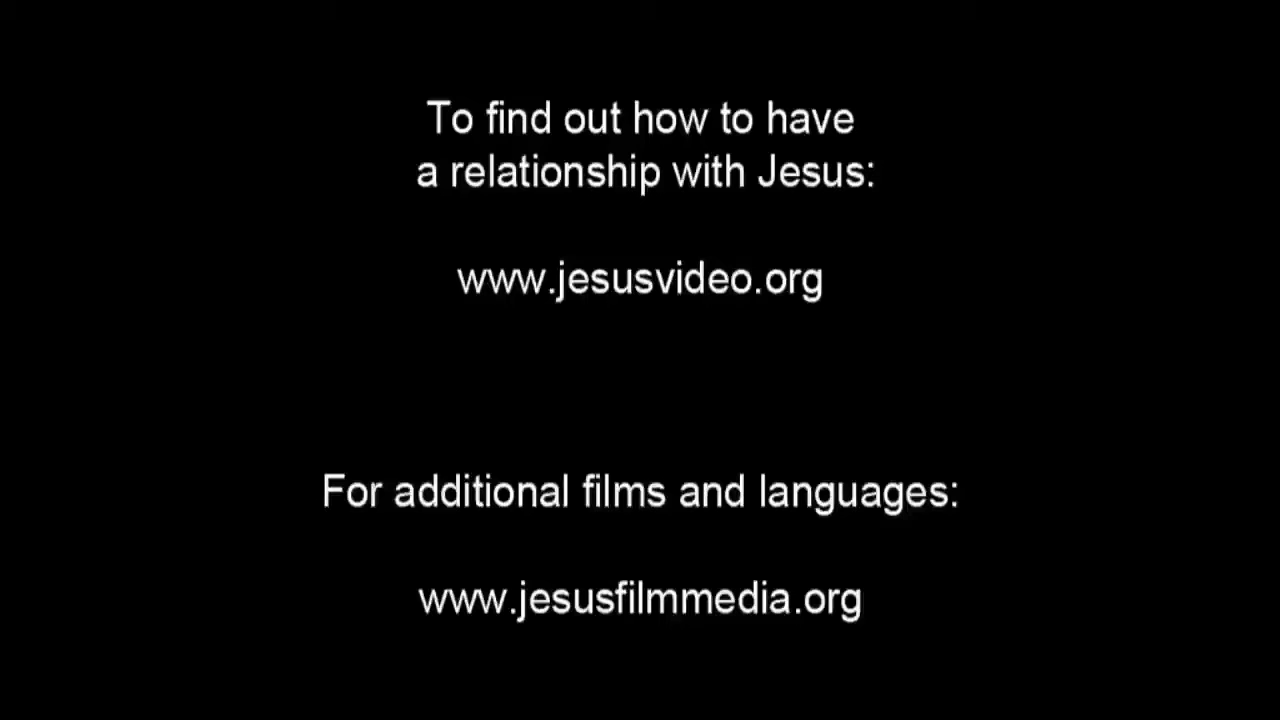 To find out how to have
a relationship with Jesus:
www.jesusvideo.org
For additional films and languages:
www.jesusfilmmedia.org